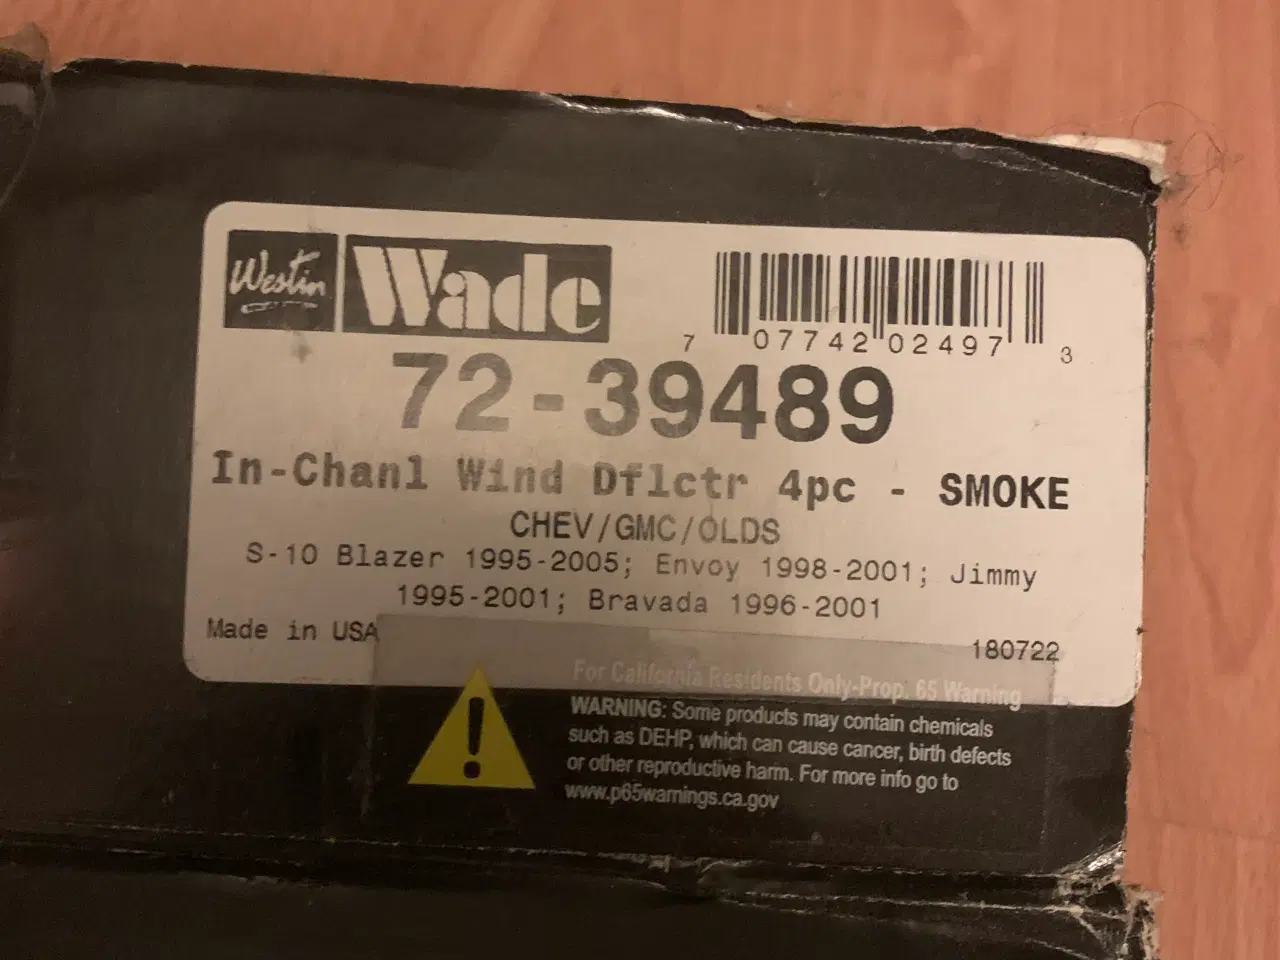 Westin Wade
7 07742 02497 3
72-39489
In-Chanl Wind Dflctr 4pc - SMOKE
CHEV/GMC/OLDS
S-10 Blazer 1995-2005; Envoy 1998-2001; Jimmy
1995-2001; Bravada 1996-2001
Made in USA 180722
For California Residents Only-Prop. 65 Warning
WARNING: Some products may contain chemicals
such as DEHP, which can cause cancer, birth defects
or other reproductive harm. For more info go to
www.p65warnings.ca.gov